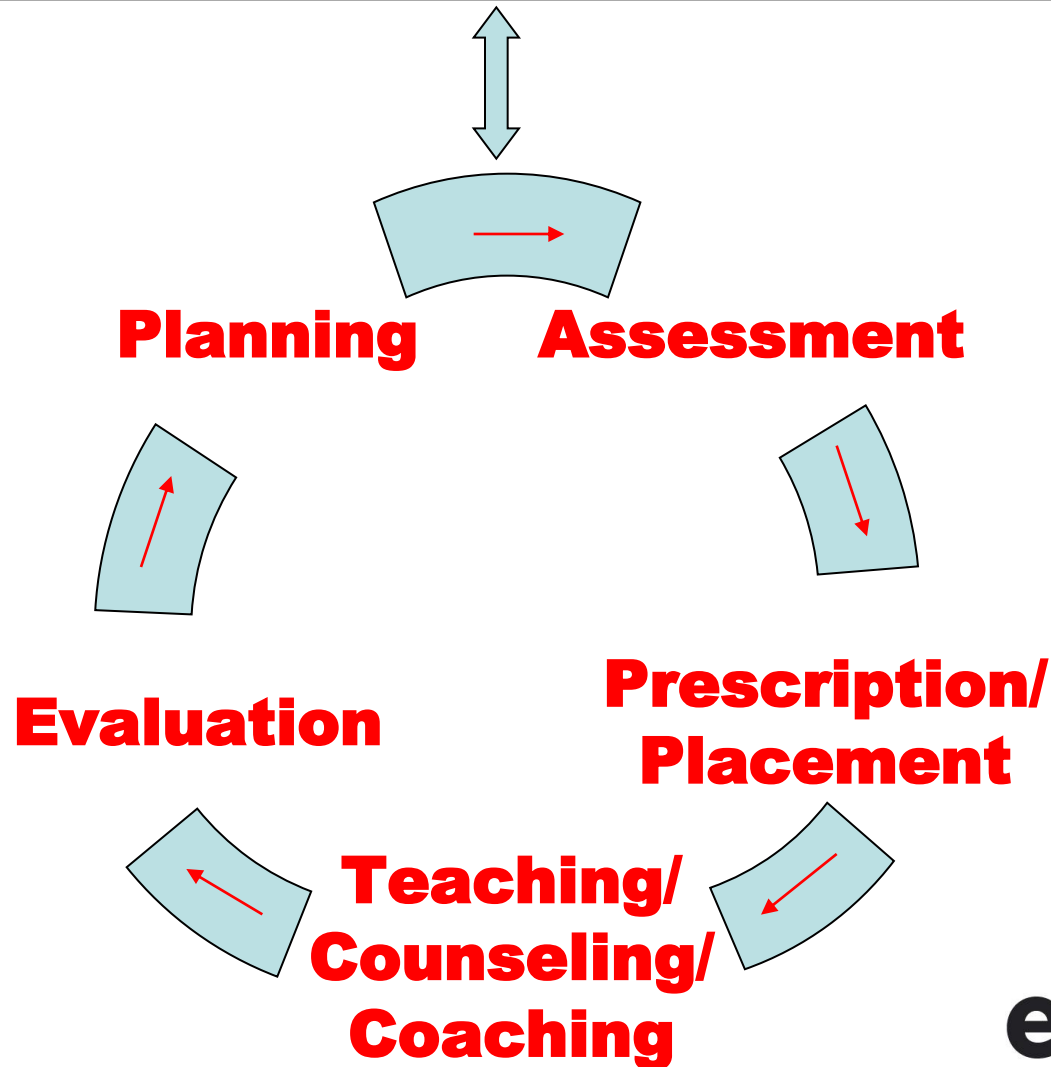 Planning
Assessment
Prescription/
Placement
Evaluation
Teaching/
Counseling/
Coaching
e